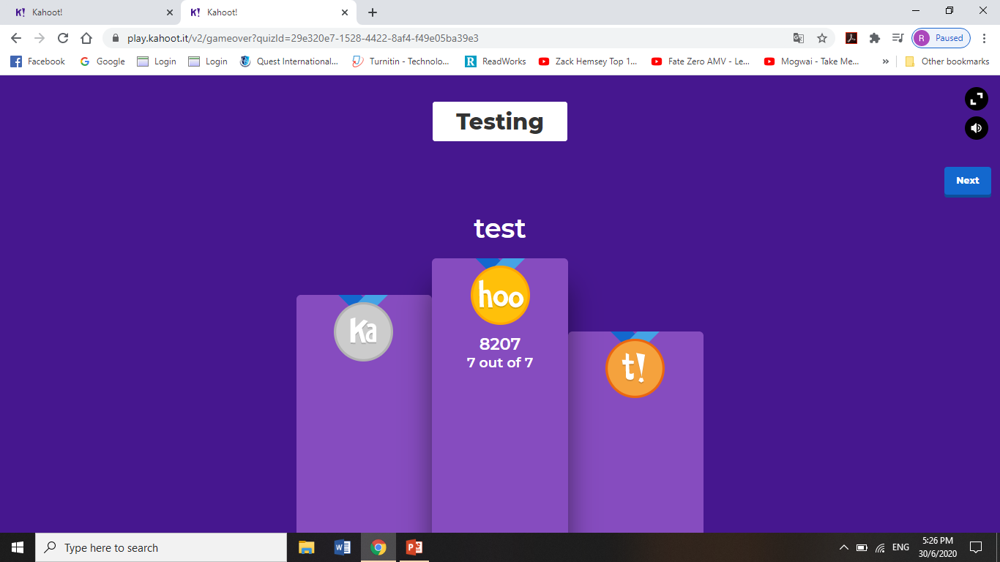 Kahoot!
Kahoot!
play.kahoot.it/v2/gameover?quizId=29e320e7-1528-4422-8af4-f49e05ba39e3
R Paused
Facebook Google Login Login Quest International... Turnitin - Technolo... ReadWorks Zack Hemsey Top 1... Fate Zero AMV - Le... Mogwai - Take Me... » Other bookmarks
Testing
Next
test
hoo
Ka
8207
7 out of 7
t!
Type here to search
ENG
5:26 PM
30/6/2020